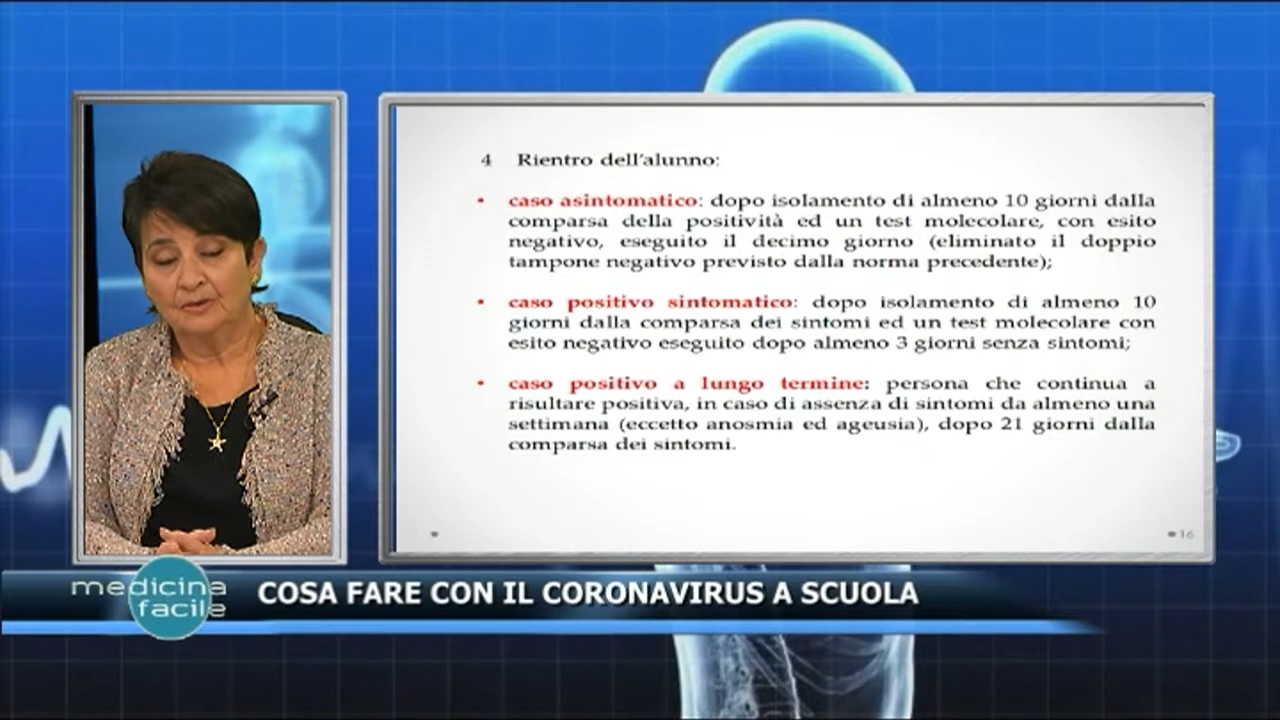 4 Rientro dell'alunno:
• caso asintomatico: dopo isolamento di almeno 10 giorni dalla
comparsa della positività ed un test molecolare, con esito
negativo, eseguito il decimo giorno (eliminato il doppio
tampone negativo previsto dalla norma precedente);
• caso positivo sintomatico: dopo isolamento di almeno 10
giorni dalla comparsa dei sintomi ed un test molecolare con
esito negativo eseguito dopo almeno 3 giorni senza sintomi;
• caso positivo a lungo termine: persona che continua a
risultare positiva, in caso di assenza di sintomi da almeno una
settimana (eccetto anosmia ed ageusia), dopo 21 giorni dalla
comparsa dei sintomi.
16
medicina
facile
COSA FARE CON IL CORONAVIRUS A SCUOLA